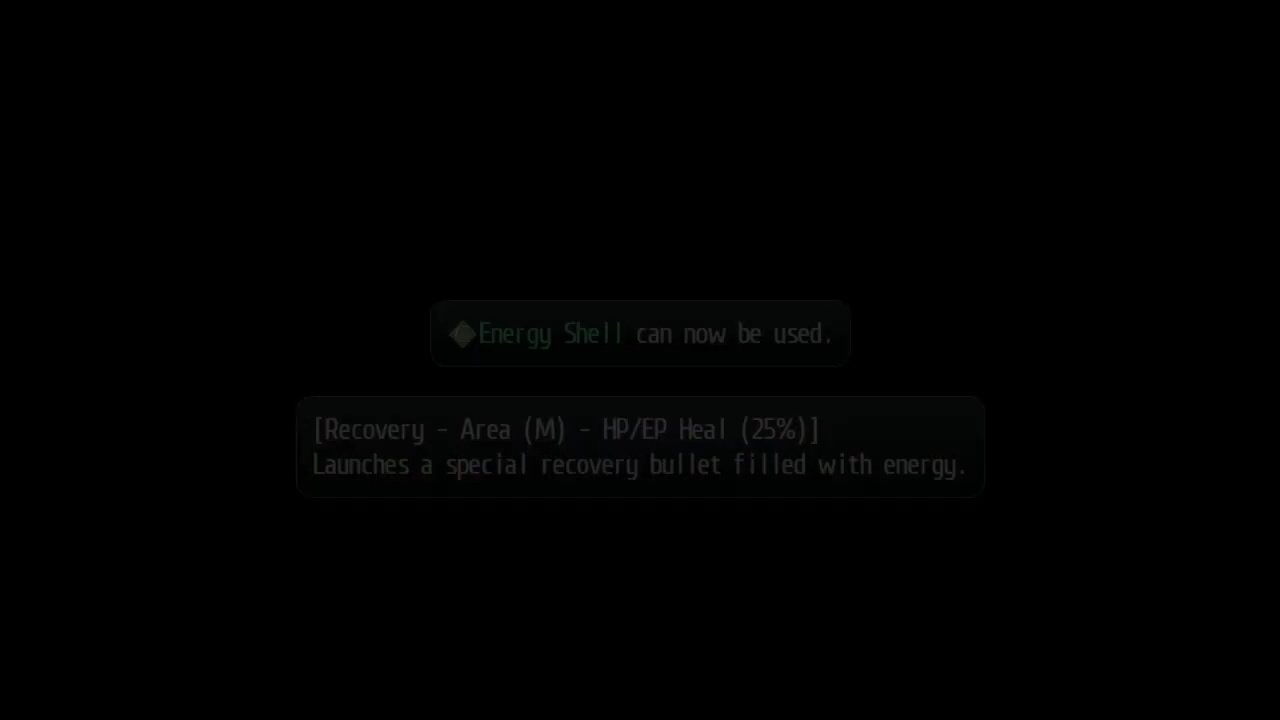 Energy Shell can now be used.
[Recovery - Area (M) - HP/EP Heal (25%)]
Launches a special recovery bullet filled with energy.